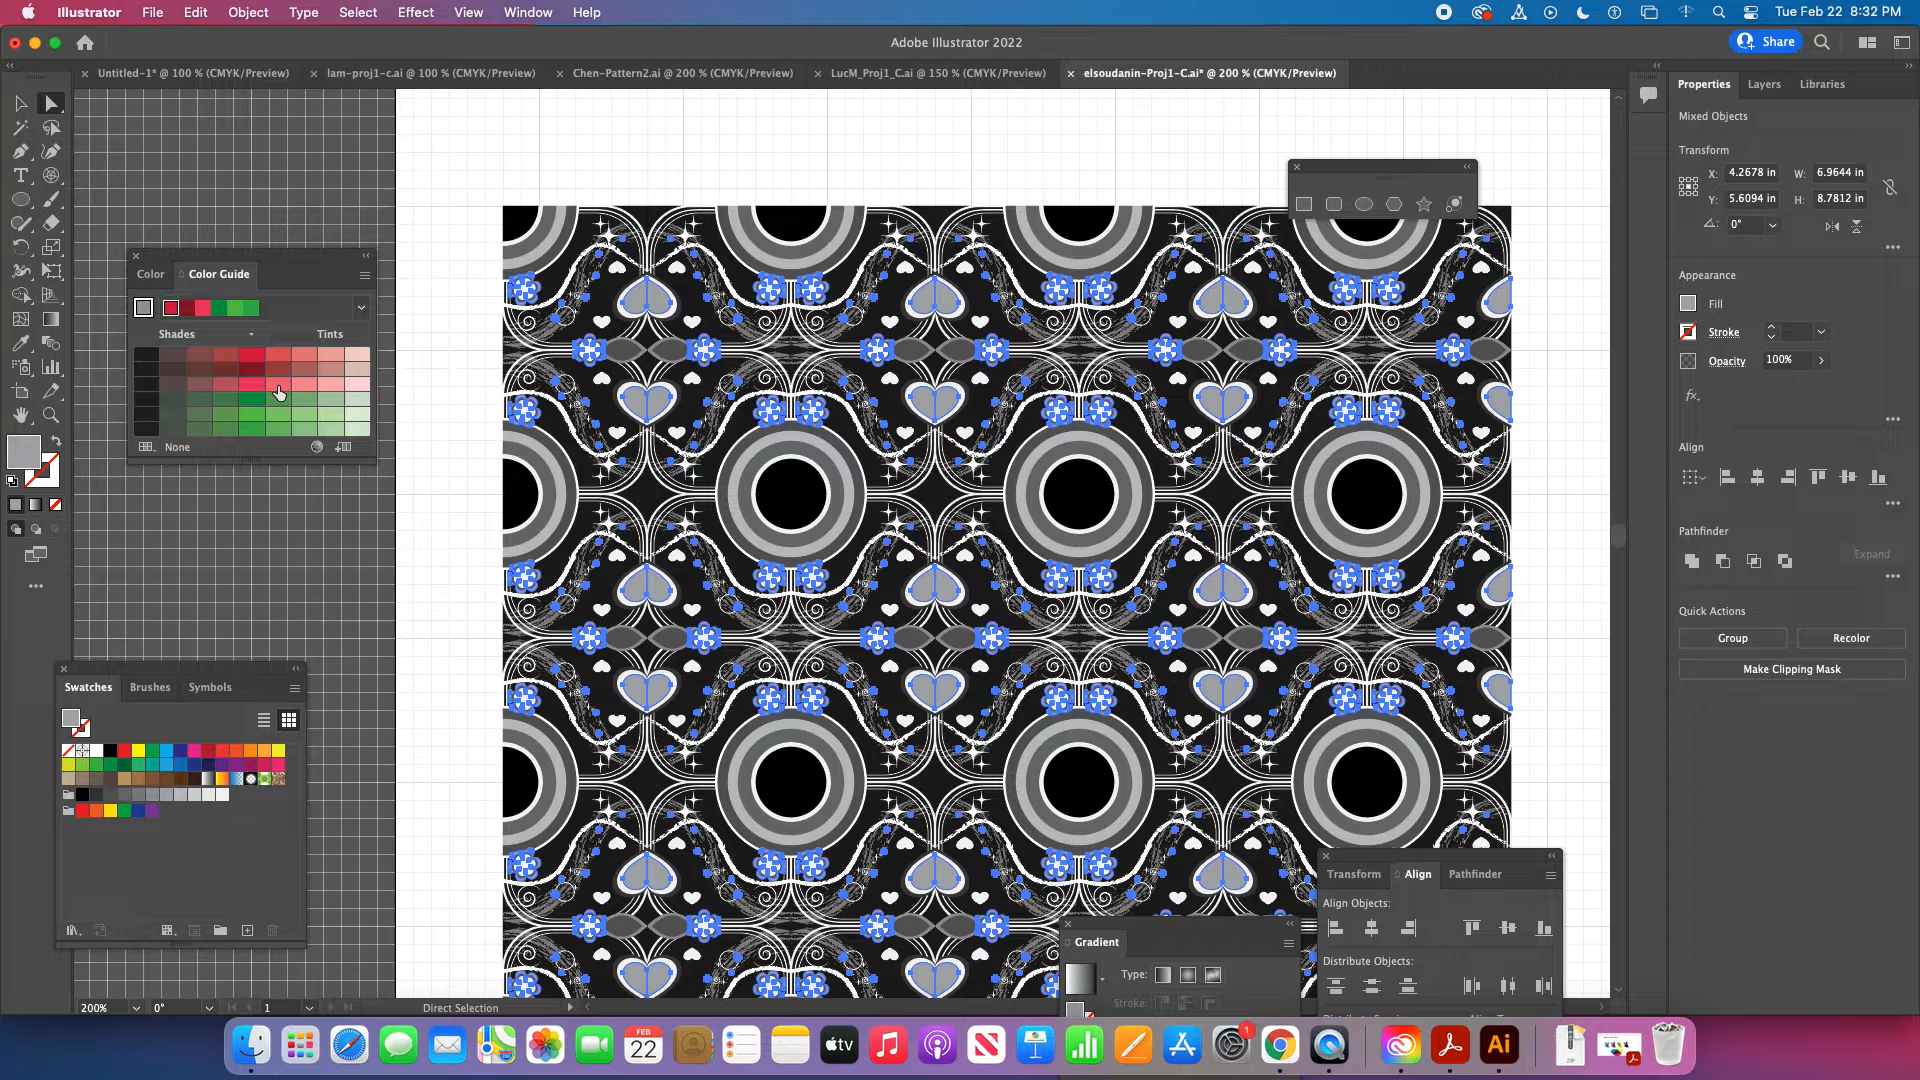 Illustrator File Edit Object Type Select Effect View Window Help
Tue Feb 22 8:32 PM
Adobe Illustrator 2022
Share
Untitled-1* @ 100 % (CMYK/Preview)
lam-proj1-c.ai @ 100 % (CMYK/Preview)
Chen-Pattern2.ai @ 200 % (CMYK/Preview)
LucM_Proj1_C.ai @ 150 % (CMYK/Preview)
elsoudanin-Proj1-C.ai* @ 200 % (CMYK/Preview)
Properties Layers Libraries
Mixed Objects
Transform
X: 4.2678 in W: 6.9644 in
Y: 5.6094 in H: 8.7812 in
0°
Appearance
Fill
Stroke
Opacity 100%
fx.
Align
Pathfinder
Expand
Quick Actions
Group Recolor
Make Clipping Mask
Color Color Guide
Shades Tints
None
Swatches Brushes Symbols
Transform Align Pathfinder
Align Objects:
Distribute Objects:
Gradient
Type:
Stroke:
200% 0° 1 Direct Selection
FEB
22
tv
1
Ai
ZIP